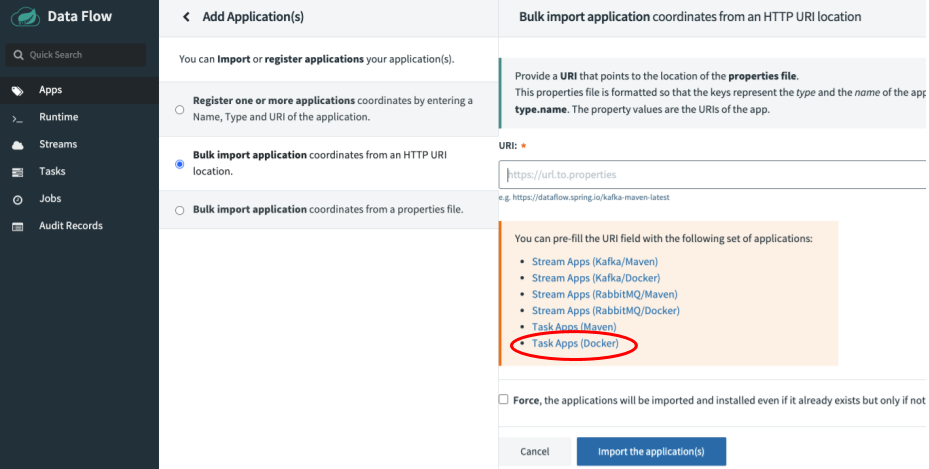 Data Flow
Quick Search
Apps
Runtime
Streams
Tasks
Jobs
Audit Records
Add Application(s)
You can Import or register applications your application(s).
Register one or more applications coordinates by entering a
Name, Type and URI of the application.
Bulk import application coordinates from an HTTP URI
location.
Bulk import application coordinates from a properties file.
Bulk import application coordinates from an HTTP URI location
Provide a URI that points to the location of the properties file.
This properties file is formatted so that the keys represent the type and the name of the app
type.name. The property values are the URIs of the app.
URI: *
https://url.to.properties
e.g. https://dataflow.spring.io/kafka-maven-latest
You can pre-fill the URI field with the following set of applications:
• Stream Apps (Kafka/Maven)
• Stream Apps (Kafka/Docker)
• Stream Apps (RabbitMQ/Maven)
• Stream Apps (RabbitMQ/Docker)
• Task Apps (Maven)
• Task Apps (Docker)
Force, the applications will be imported and installed even if it already exists but only if not
Cancel
Import the application(s)